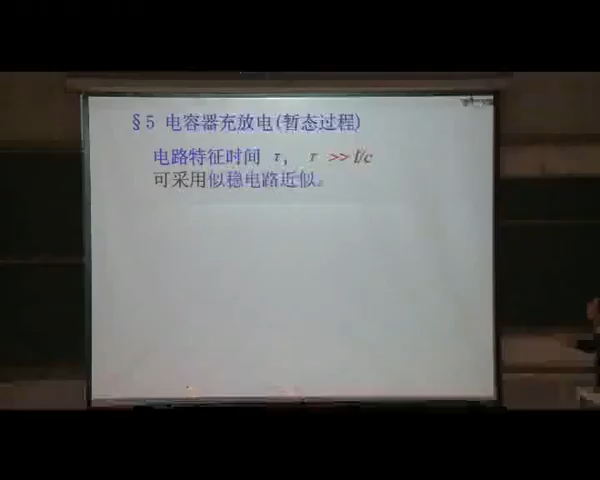 §5 电容器充放电(暂态过程)
电路特征时间 τ， τ >> l/c
可采用似稳电路近似。